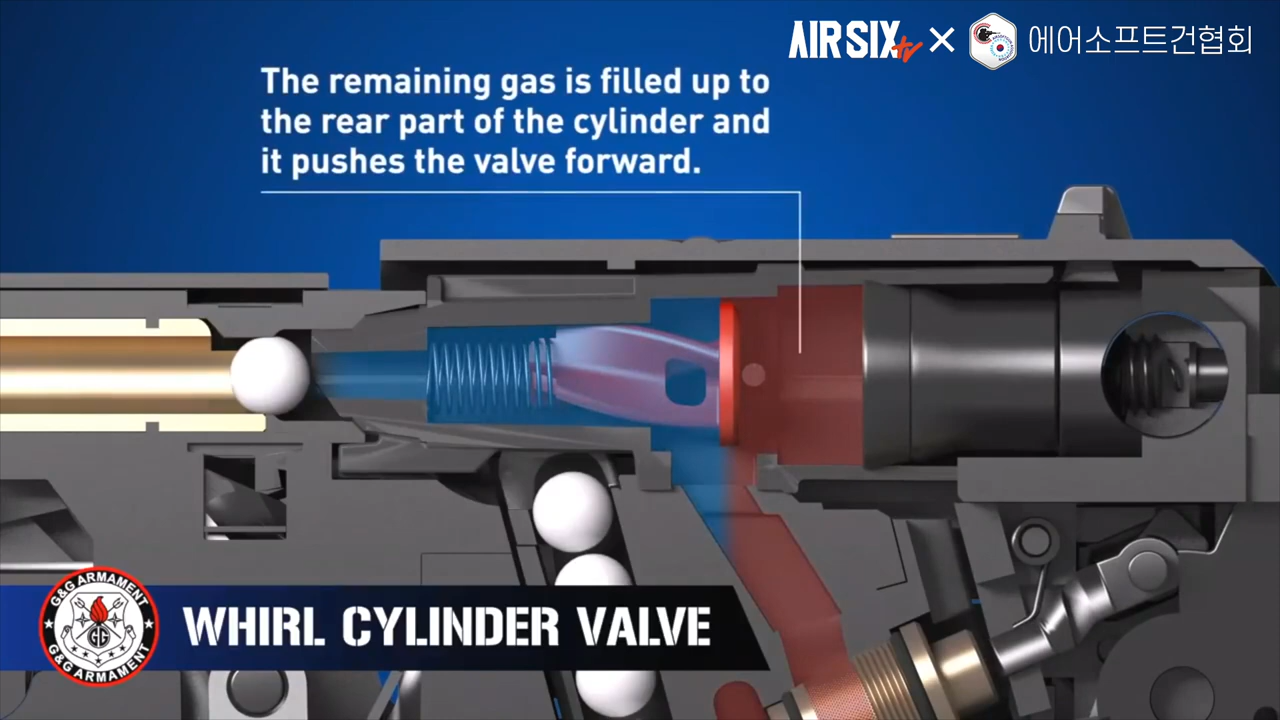 AIRSIX tv × 에어소프트건협회
The remaining gas is filled up to
the rear part of the cylinder and
it pushes the valve forward.
G&G ARMAMENT
WHIRL CYLINDER VALVE
G&G ARMAMENT